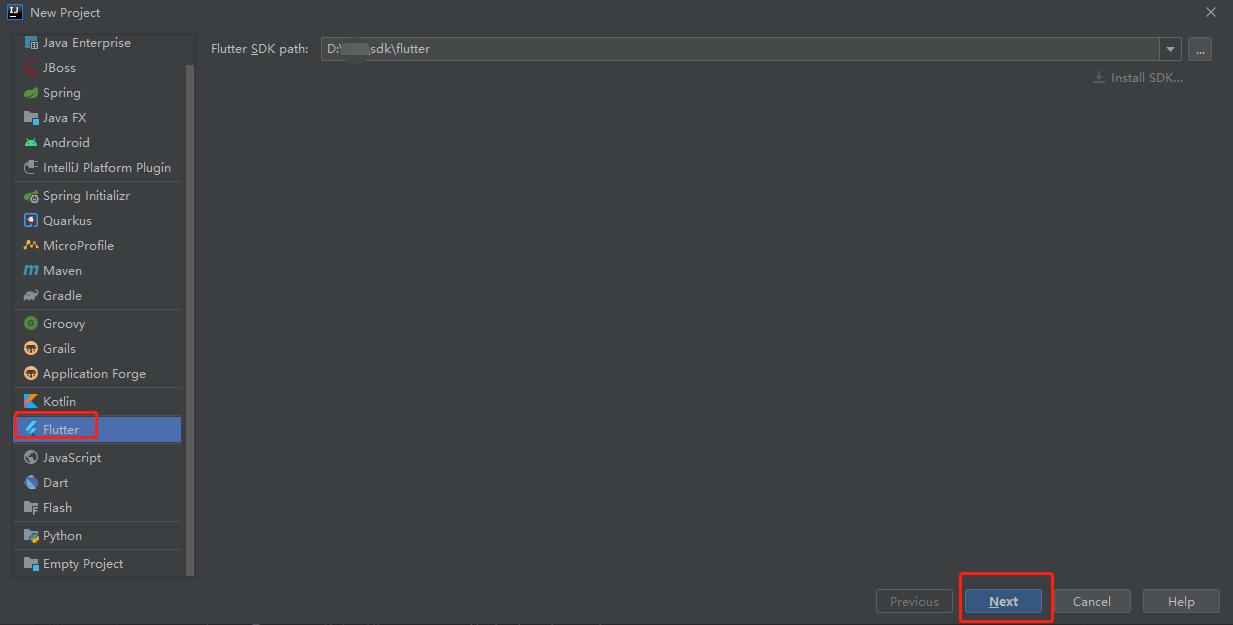 New Project
Java Enterprise
JBoss
Spring
Java FX
Android
IntelliJ Platform Plugin
Spring Initializr
Quarkus
MicroProfile
Maven
Gradle
Groovy
Grails
Application Forge
Kotlin
Flutter
JavaScript
Dart
Flash
Python
Empty Project
Flutter SDK path: D:\ sdk\flutter ...
Install SDK...
Previous Next Cancel Help